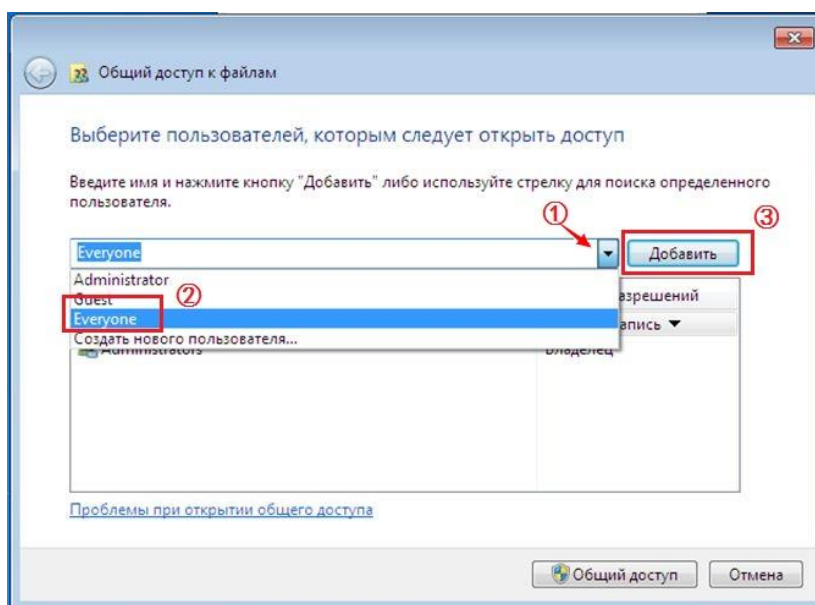 Общий доступ к файлам
Выберите пользователей, которым следует открыть доступ
Введите имя и нажмите кнопку "Добавить" либо используйте стрелку для поиска определенного
пользователя.
①
③
Everyone
Добавить
Administrator
Guest
②
азрешений
Everyone
апись
Создать нового пользователя...
Administrators
Владелец
Проблемы при открытии общего доступа
Общий доступ
Отмена